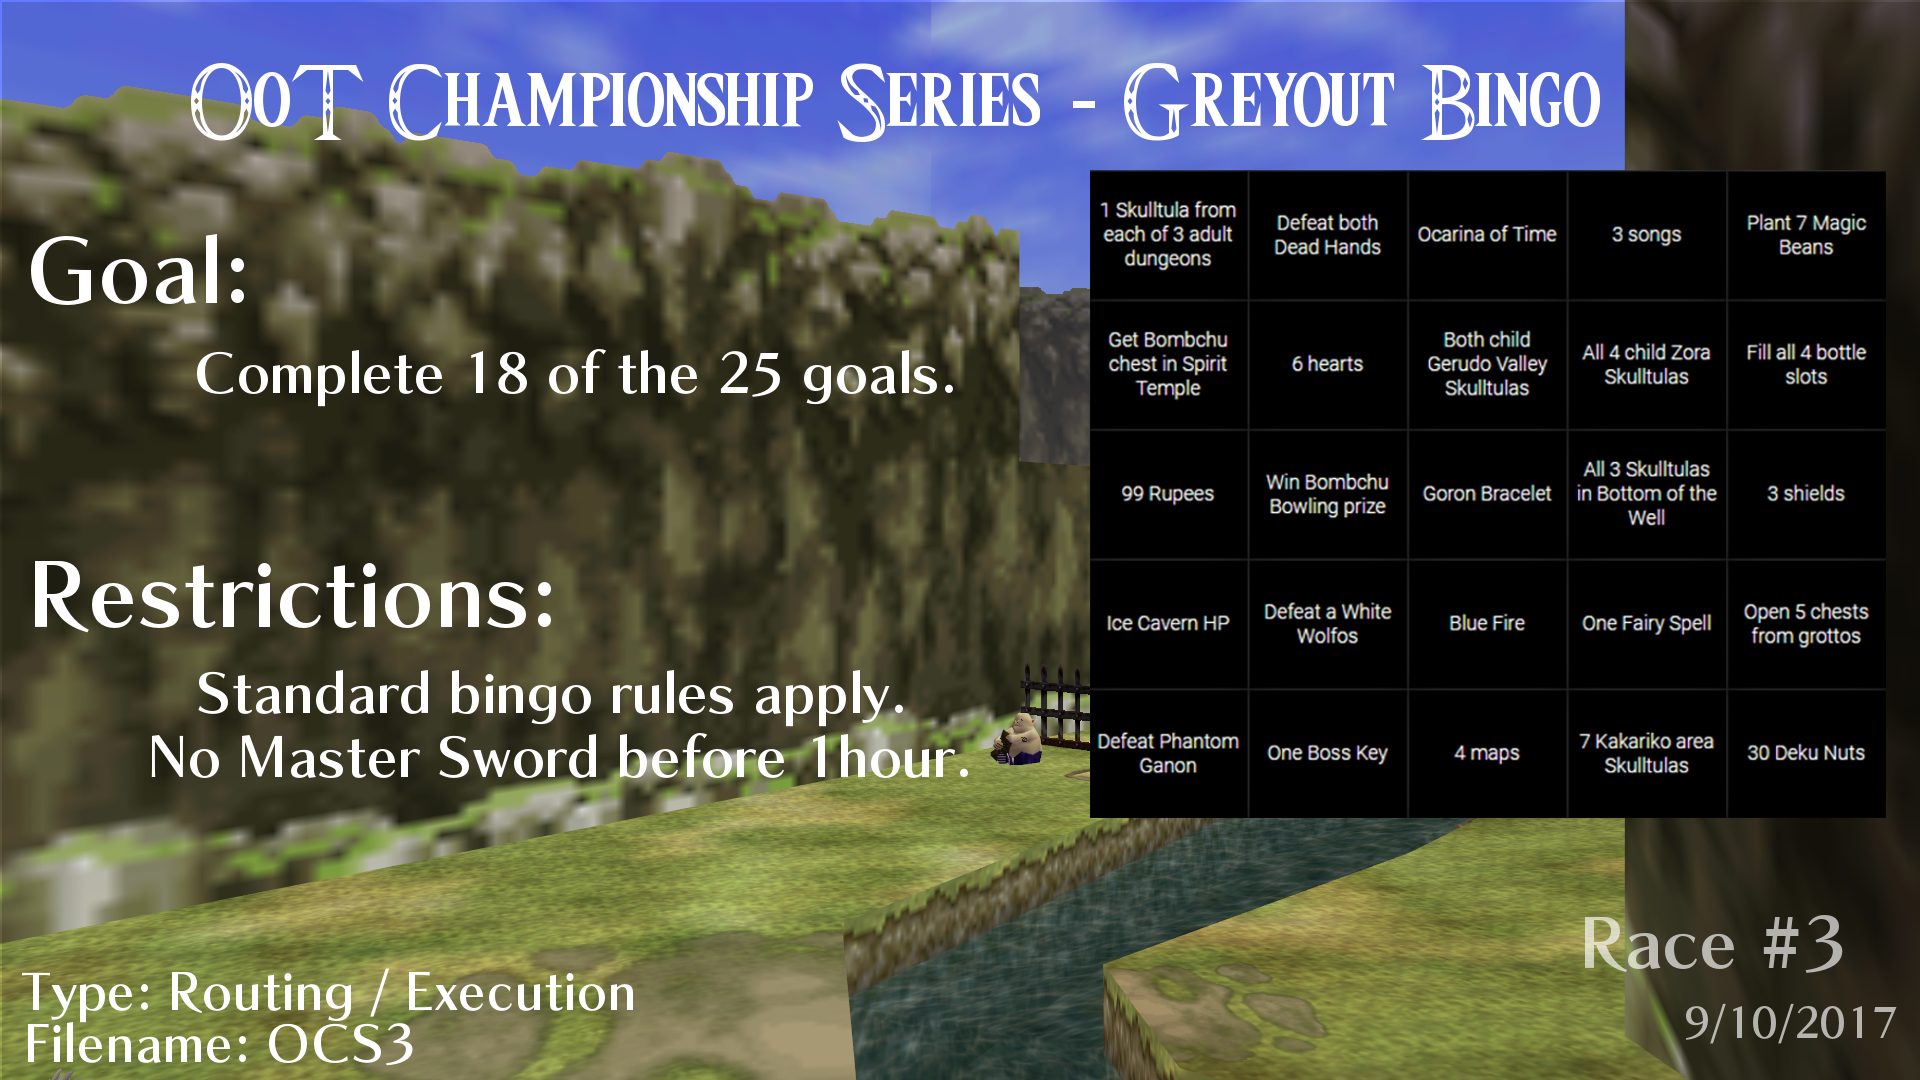 OoT Championship Series - Greyout Bingo
Goal:
Complete 18 of the 25 goals.
Restrictions:
Standard bingo rules apply.
No Master Sword before 1hour.
1 Skulltula from
each of 3 adult
dungeons
Defeat both
Dead Hands
Ocarina of Time
3 songs
Plant 7 Magic
Beans
Get Bombchu
chest in Spirit
Temple
6 hearts
Both child
Gerudo Valley
Skulltulas
All 4 child Zora
Skulltulas
Fill all 4 bottle
slots
99 Rupees
Win Bombchu
Bowling prize
Goron Bracelet
All 3 Skulltulas
in Bottom of the
Well
3 shields
Ice Cavern HP
Defeat a White
Wolfos
Blue Fire
One Fairy Spell
Open 5 chests
from grottos
Defeat Phantom
Ganon
One Boss Key
4 maps
7 Kakariko area
Skulltulas
30 Deku Nuts
Type: Routing / Execution
Filename: OCS3
Race #3
9/10/2017